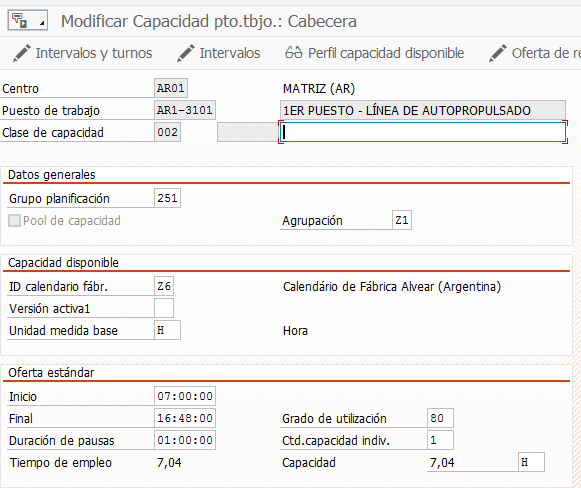 Modificar Capacidad pto.tbjo.: Cabecera
Intervalos y turnos Intervalos Perfil capacidad disponible Oferta de re
Centro AR01 MATRIZ (AR)
Puesto de trabajo AR1-3101 1ER PUESTO - LÍNEA DE AUTOPROPULSADO
Clase de capacidad 002
Datos generales
Grupo planificación 251
Pool de capacidad Agrupación Z1
Capacidad disponible
ID calendario fábr. Z6 Calendário de Fábrica Alvear (Argentina)
Versión activa1
Unidad medida base H Hora
Oferta estándar
Inicio 07:00:00
Final 16:48:00 Grado de utilización 80
Duración de pausas 01:00:00 Ctd.capacidad indiv. 1
Tiempo de empleo 7,04 Capacidad 7,04 H